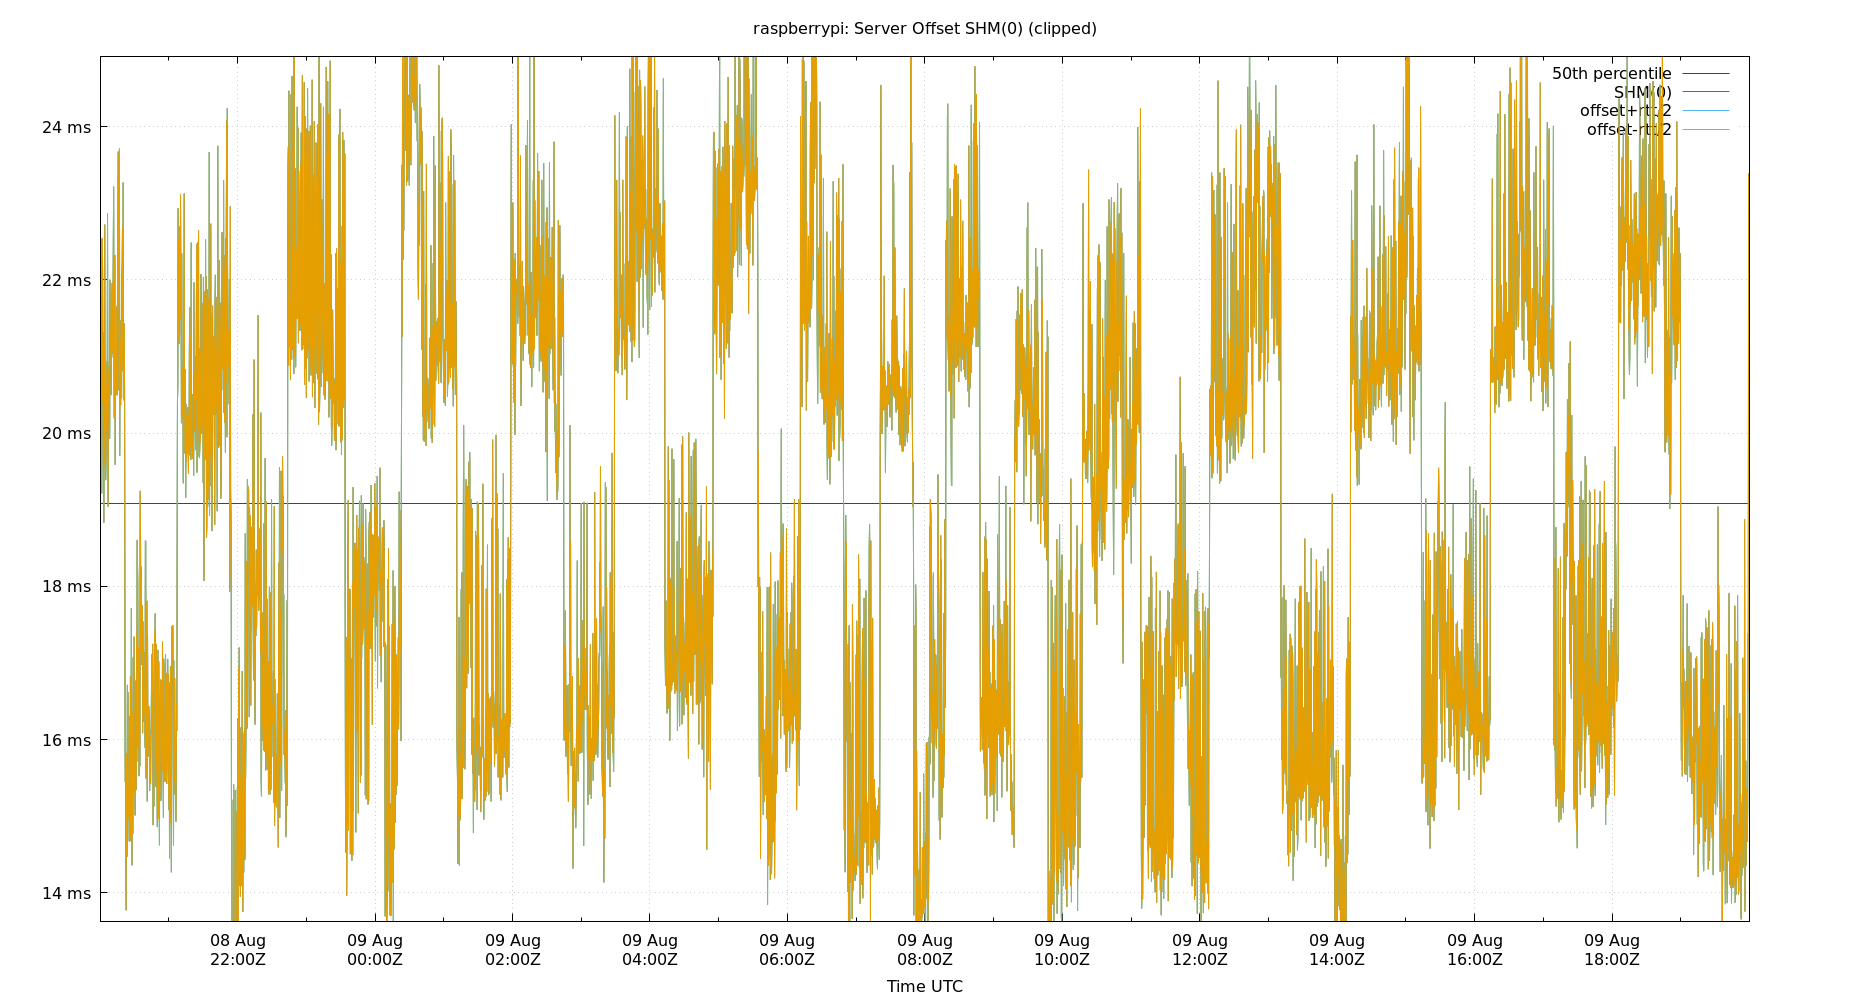 raspberrypi: Server Offset SHM(0) (clipped)
50th percentile
SHM(0)
offset+rtt/2
offset-rtt/2
24 ms
22 ms
20 ms
18 ms
16 ms
14 ms
08 Aug
22:00Z
09 Aug
00:00Z
09 Aug
02:00Z
09 Aug
04:00Z
09 Aug
06:00Z
09 Aug
08:00Z
09 Aug
10:00Z
09 Aug
12:00Z
09 Aug
14:00Z
09 Aug
16:00Z
09 Aug
18:00Z
Time UTC